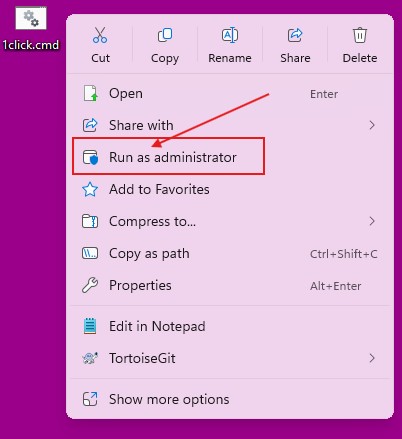 1click.cmd
Cut Copy Rename Share Delete
Open Enter
Share with
Run as administrator
Add to Favorites
Compress to...
Copy as path Ctrl+Shift+C
Properties Alt+Enter
Edit in Notepad
TortoiseGit
Show more options